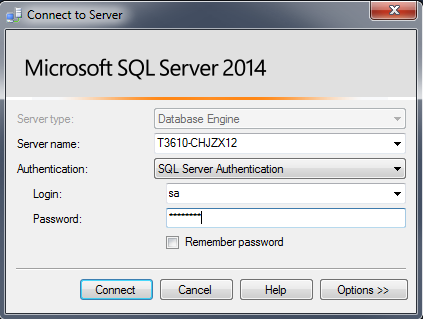 Connect to Server
Microsoft SQL Server 2014
Server type: Database Engine
Server name: T3610-CHJZX12
Authentication: SQL Server Authentication
Login: sa
Password: ********
Remember password
Connect Cancel Help Options >>